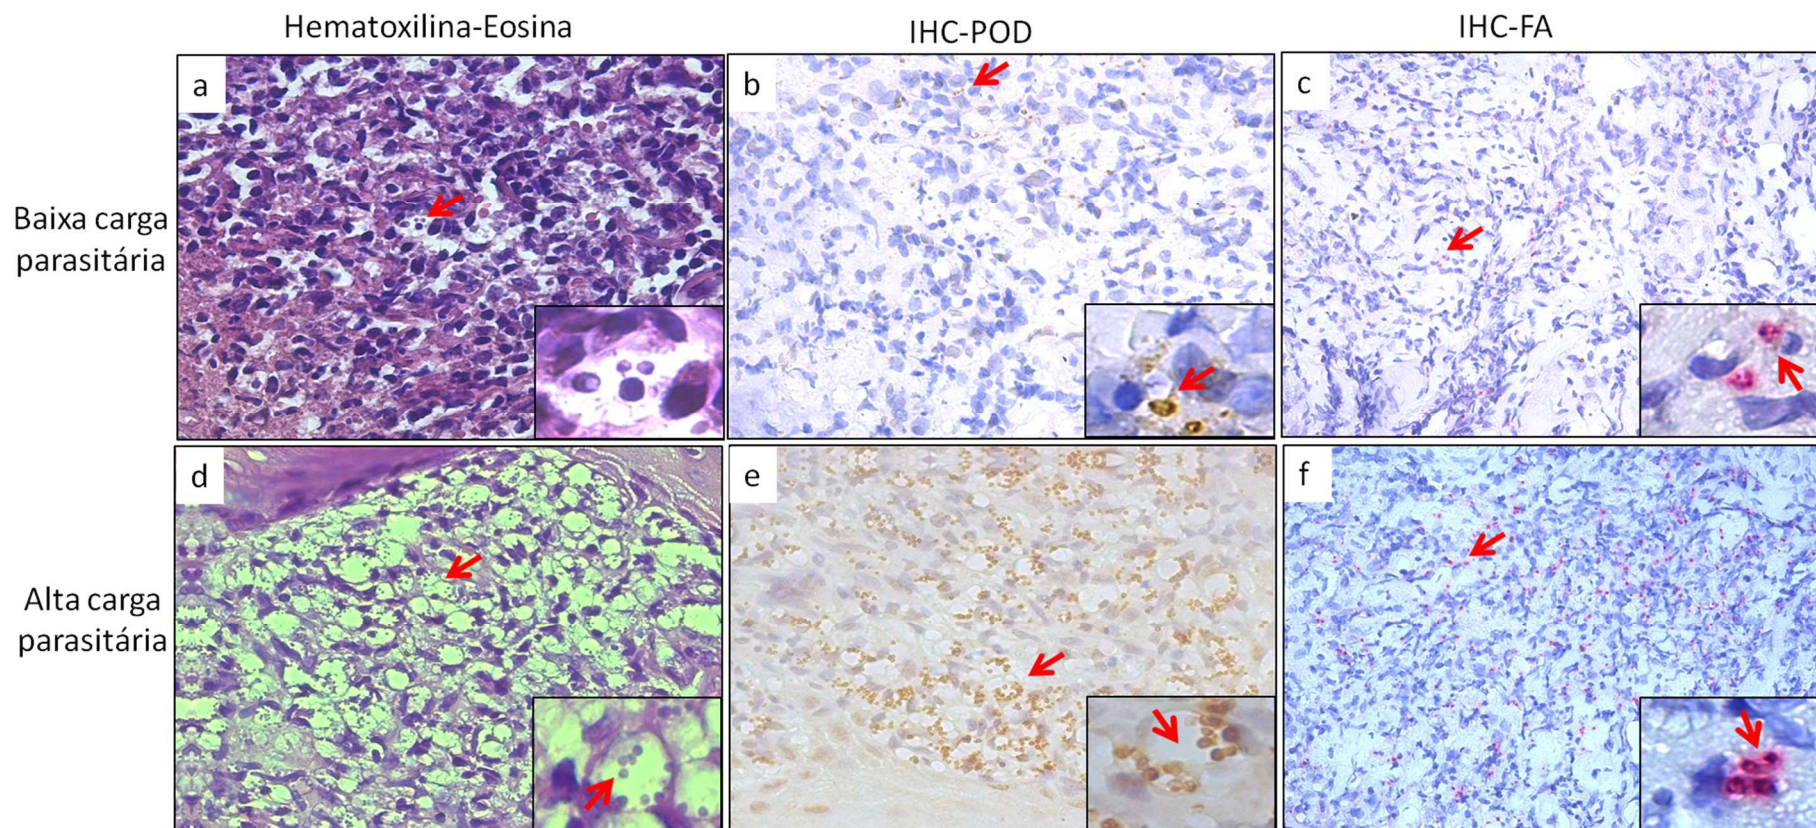 Hematoxilina-Eosina
IHC-POD
IHC-FA
Baixa carga
parasitária
a
b
c
Alta carga
parasitária
d
e
f